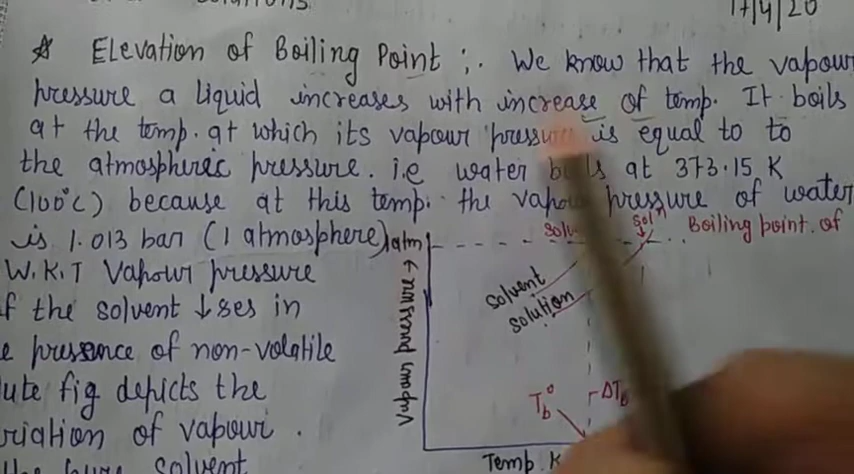 17/4/20
☆ Elevation of Boiling Point :. We know that the vapour
pressure a liquid increases with increase of temp. It boils
at the temp. at which its vapour pressure is equal to to
the atmospheric pressure. i.e water boils at 373.15 K
(100°C) because at this temp. the vapour pressure of water
is 1.013 bar (1 atmosphere)
W.K.T Vapour pressure
f the solvent ↓ses in
e presence of non-volatile
ute fig depicts the
riation of vapour.
solvent
1 atm
solⁿ
Boiling point of
solvent
solution
Vapour pressure →
Tb°
ΔTb
Temp. K